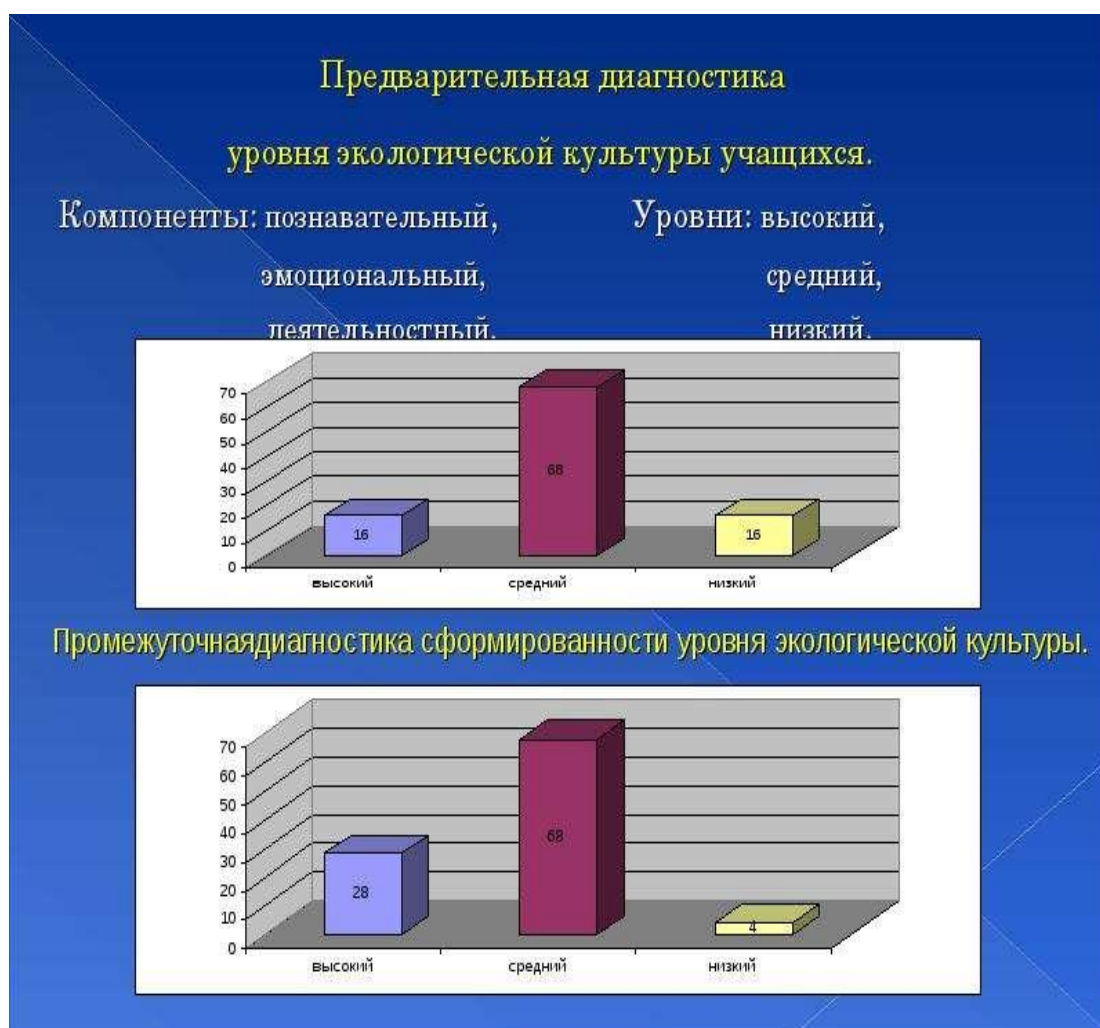 Предварительная диагностика
уровня экологической культуры учащихся.
Компоненты: познавательный, Уровни: высокий,
эмоциональный, средний,
деятельностный. низкий.
70
60
50
40
30
20
10
0
16
68
16
высокий средний низкий
Промежуточнаядиагностика сформированности уровня экологической культуры.
70
60
50
40
30
20
10
0
28
68
4
высокий средний низкий